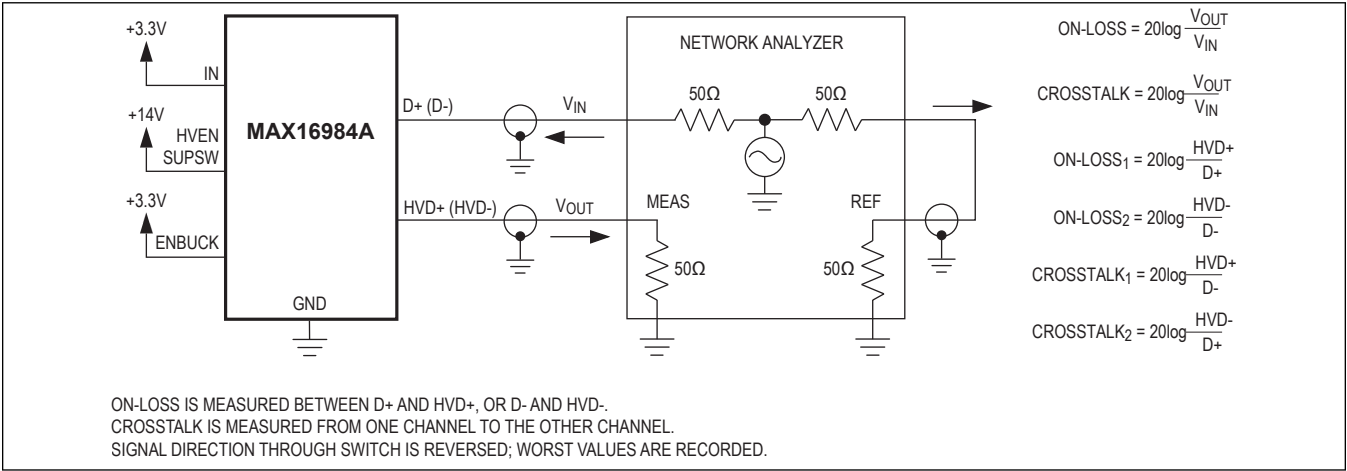 +3.3V
IN
+14V
HVEN
SUPSW
+3.3V
ENBUCK
MAX16984A
GND
D+ (D-)
VIN
HVD+ (HVD-)
VOUT
NETWORK ANALYZER
50Ω
50Ω
MEAS
REF
50Ω
50Ω
ON-LOSS = 20log VOUT
VIN
CROSSTALK = 20log VOUT
VIN
ON-LOSS1 = 20log HVD+
D+
ON-LOSS2 = 20log HVD-
D-
CROSSTALK1 = 20log HVD+
D-
CROSSTALK2 = 20log HVD-
D+
ON-LOSS IS MEASURED BETWEEN D+ AND HVD+, OR D- AND HVD-.
CROSSTALK IS MEASURED FROM ONE CHANNEL TO THE OTHER CHANNEL.
SIGNAL DIRECTION THROUGH SWITCH IS REVERSED; WORST VALUES ARE RECORDED.